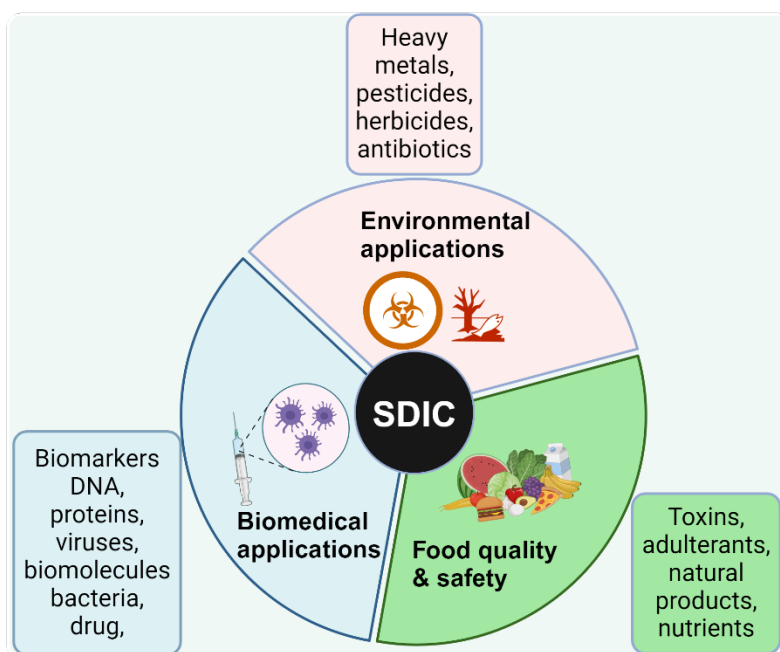 Heavy
metals,
pesticides,
herbicides,
antibiotics
Environmental
applications
SDIC
Biomarkers
DNA,
proteins,
viruses,
biomolecules
bacteria,
drug,
Biomedical
applications
Food quality
& safety
Toxins,
adulterants,
natural
products,
nutrients